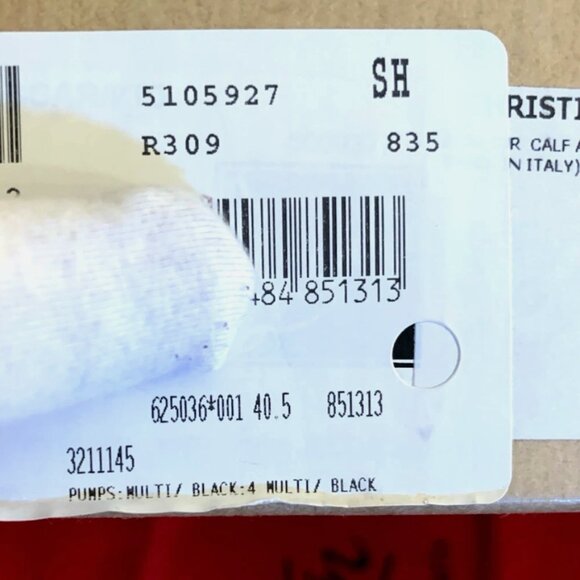 5105927 SH
R309 835
84 851313
625036*001 40.5 851313
3211145
PUMPS:MULTI/ BLACK:4 MULTI/ BLACK
RISTI
R CALF A
N ITALY)